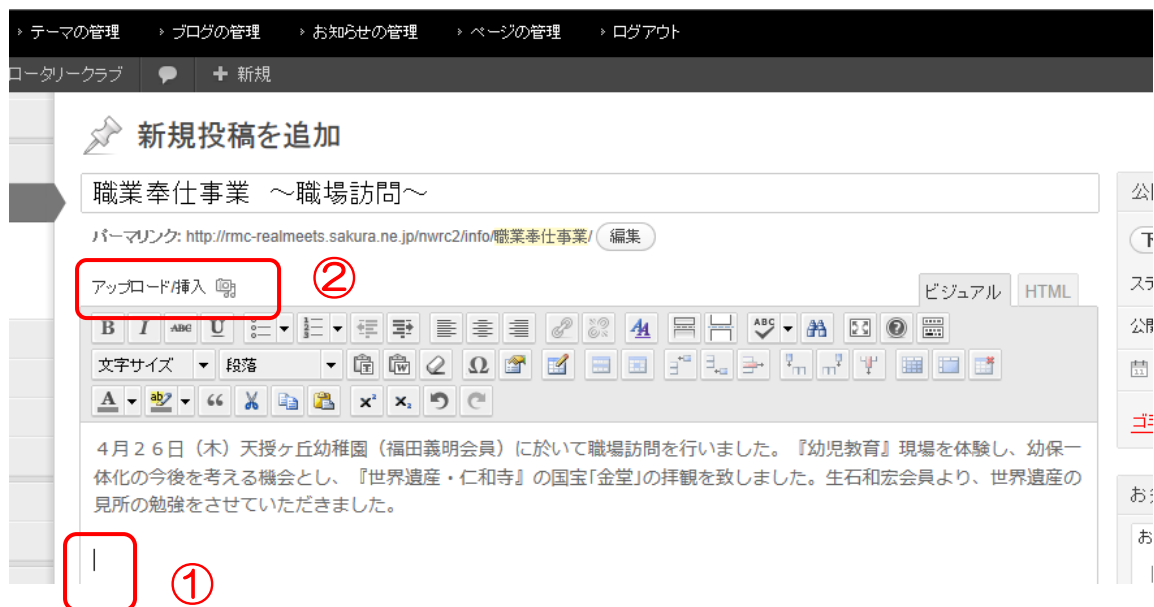 テーマの管理 ブログの管理 お知らせの管理 ページの管理 ログアウト
ロータリークラブ + 新規
新規投稿を追加
職業奉仕事業 ～職場訪問～
パーマリンク: http://rmc-realmeets.sakura.ne.jp/nwrc2/info/職業奉仕事業/ 編集
アップロード/挿入
②
ビジュアル HTML
B I ABC U ABC
文字サイズ 段落
４月２６日（木）天授ヶ丘幼稚園（福田義明会員）に於いて職場訪問を行いました。『幼児教育』現場を体験し、幼保一
体化の今後を考える機会とし、『世界遺産・仁和寺』の国宝｢金堂｣の拝観を致しました。生石和宏会員より、世界遺産の
見所の勉強をさせていただきました。
①
公
下
ステ
公開
ゴミ
お
お